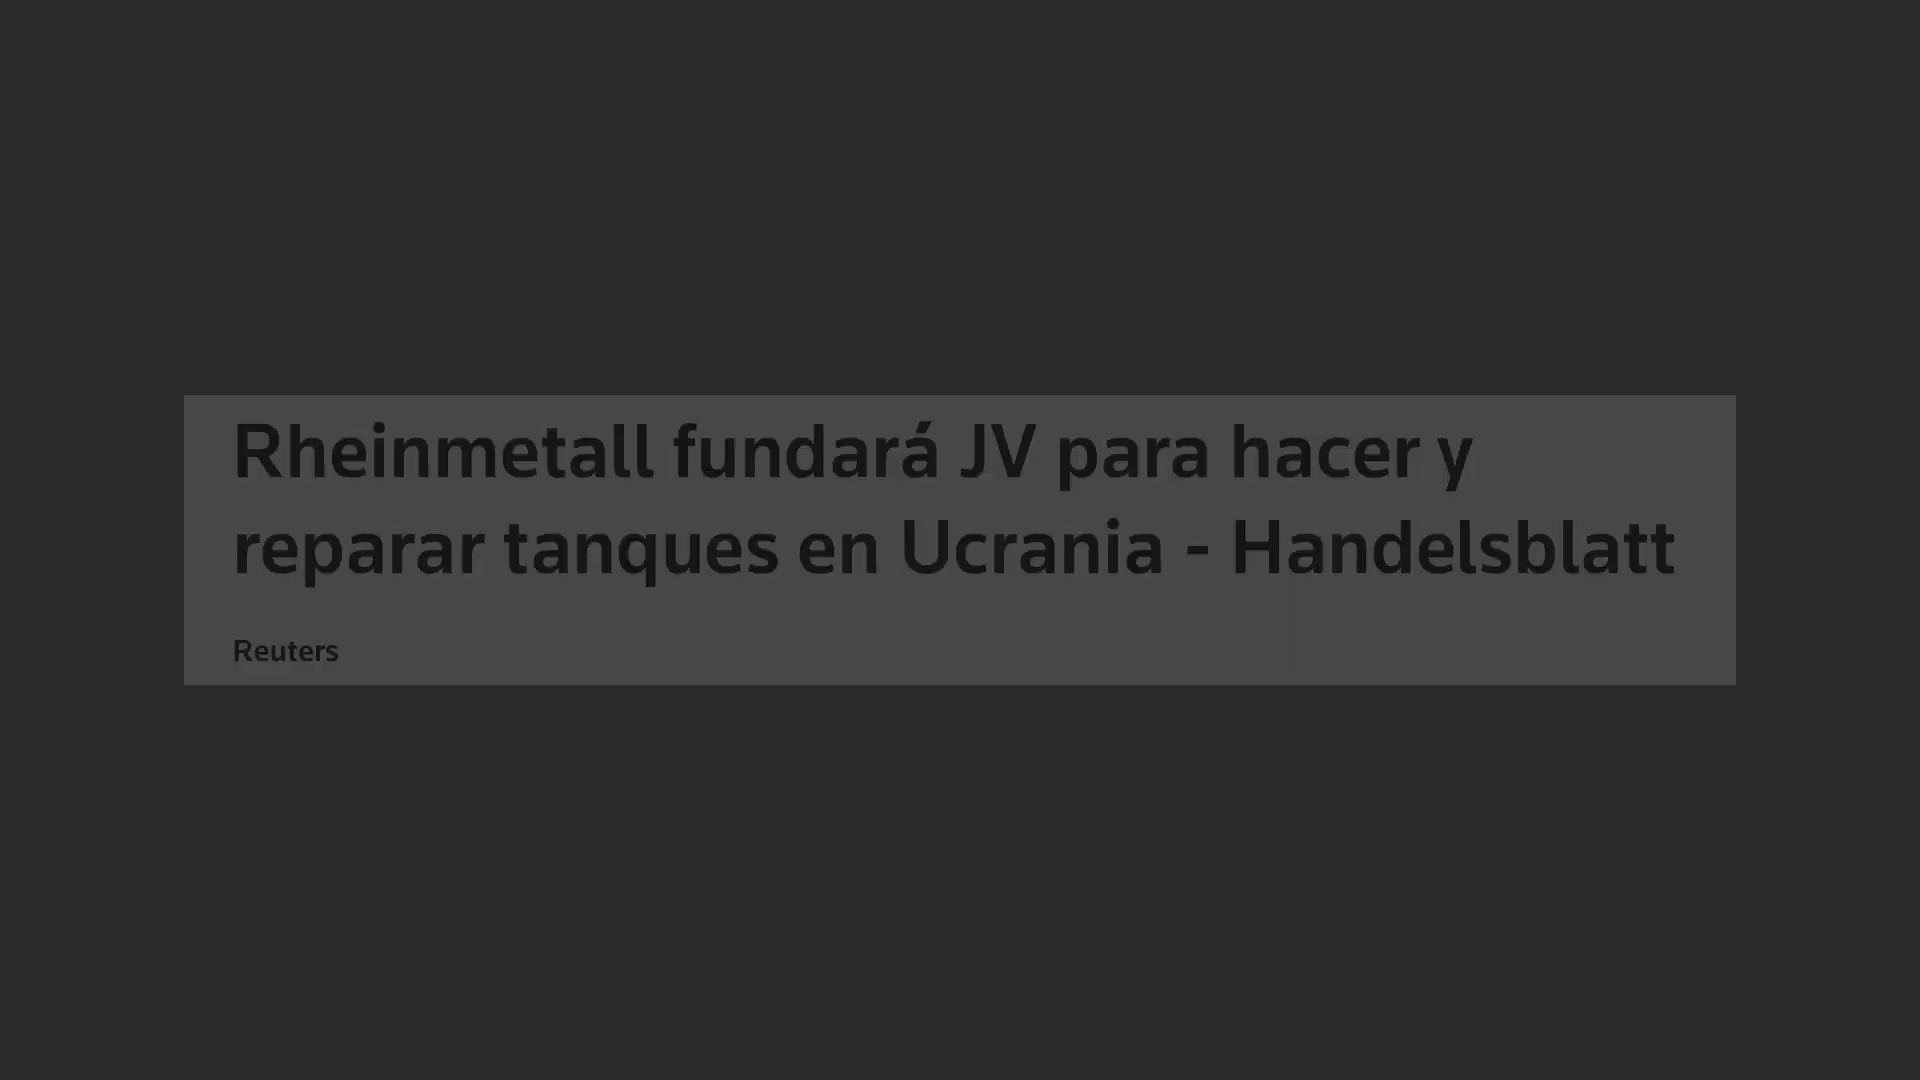 Rheinmetall fundará JV para hacer y
reparar tanques en Ucrania - Handelsblatt
Reuters